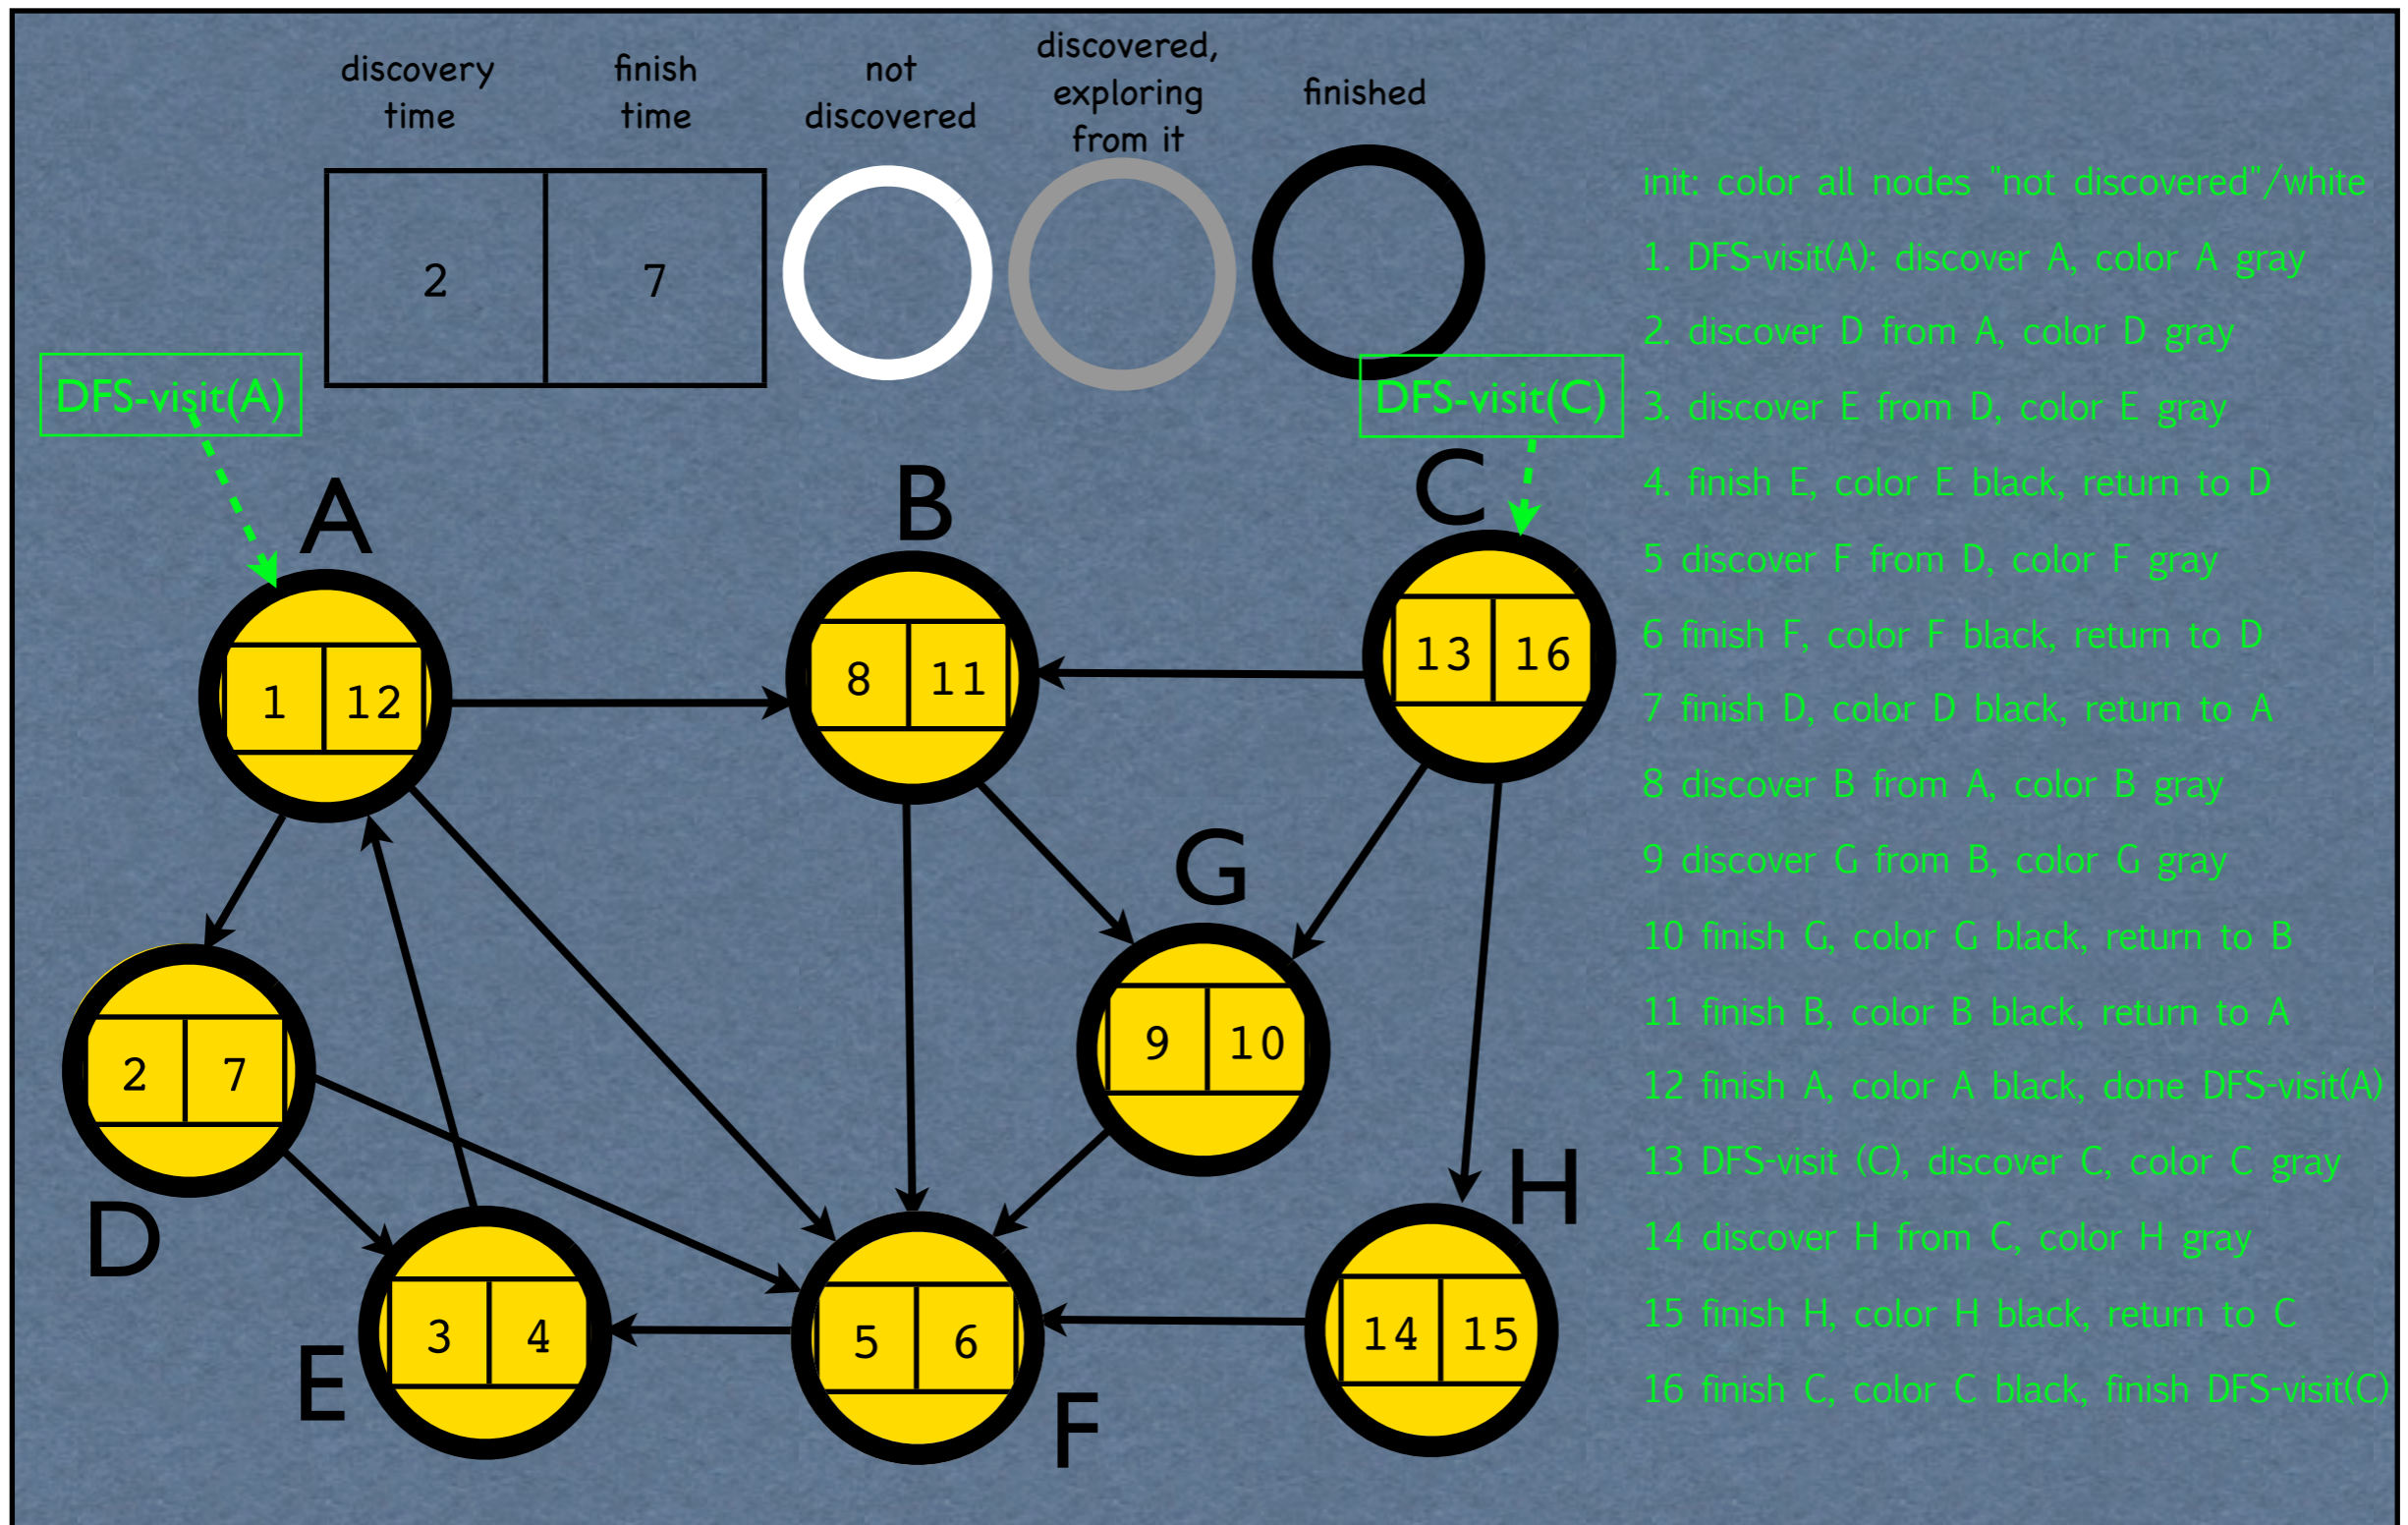 discovery
time
finish
time
not
discovered
discovered,
exploring
from it
finished
2 7
init: color all nodes "not discovered"/white
1. DFS-visit(A): discover A, color A gray
2. discover D from A, color D gray
3. discover E from D, color E gray
4. finish E, color E black, return to D
5 discover F from D, color F gray
6 finish F, color F black, return to D
7 finish D, color D black, return to A
8 discover B from A, color B gray
9 discover G from B, color G gray
10 finish G, color G black, return to B
11 finish B, color B black, return to A
12 finish A, color A black, done DFS-visit(A)
13 DFS-visit (C), discover C, color C gray
14 discover H from C, color H gray
15 finish H, color H black, return to C
16 finish C, color C black, finish DFS-visit(C)
DFS-visit(A)
DFS-visit(C)
A
1 12
B
8 11
C
13 16
G
9 10
D
2 7
E
3 4
F
5 6
H
14 15